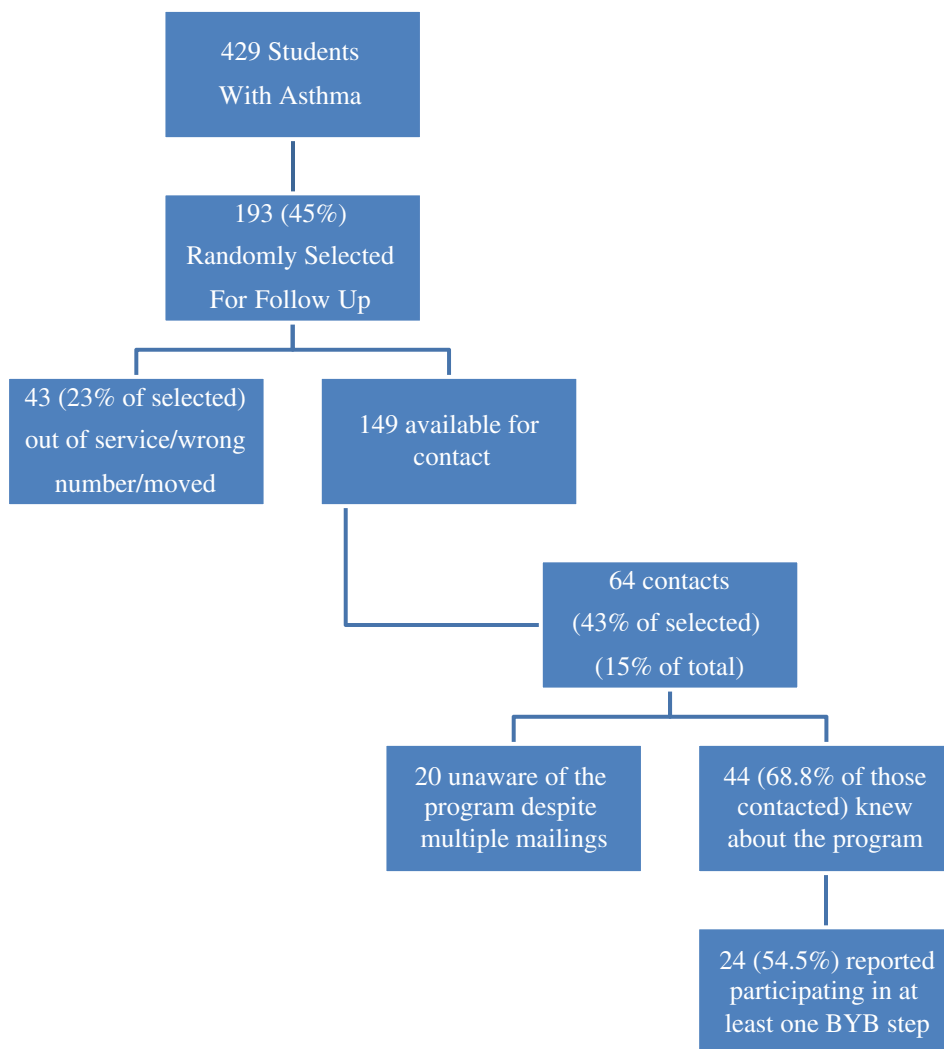 429 Students
With Asthma
193 (45%)
Randomly Selected
For Follow Up
43 (23% of selected)
out of service/wrong
number/moved
149 available for
contact
64 contacts
(43% of selected)
(15% of total)
20 unaware of the
program despite
multiple mailings
44 (68.8% of those
contacted) knew
about the program
24 (54.5%) reported
participating in at
least one BYB step